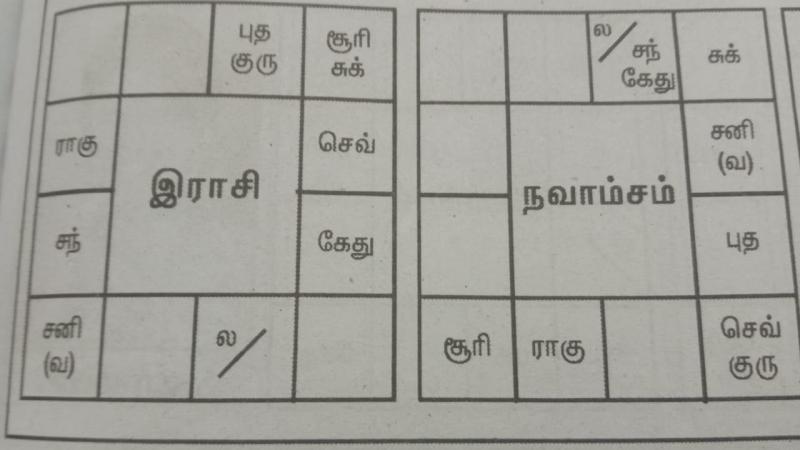 புத
குரு
சூரி
சுக்
ராகு
இராசி
செவ்
சந்
கேது
சனி
(வ)
ல
ல
சந்
கேது
சுக்
நவாம்சம்
சனி
(வ)
புத
சூரி
ராகு
செவ்
குரு